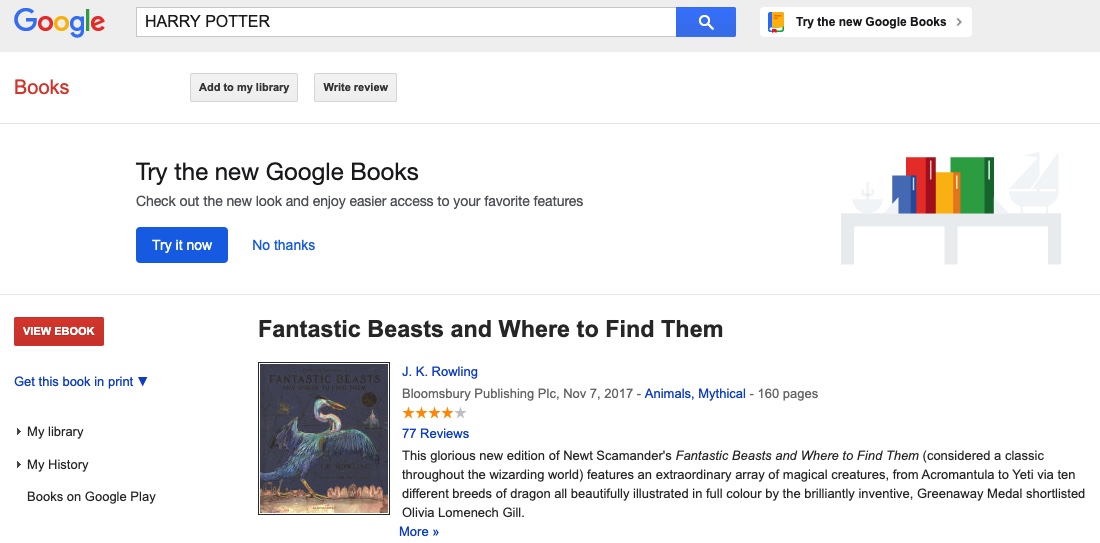 Google
HARRY POTTER
Try the new Google Books
Books
Add to my library
Write review
Try the new Google Books
Check out the new look and enjoy easier access to your favorite features
Try it now
No thanks
VIEW EBOOK
Get this book in print ▼
My library
My History
Books on Google Play
Fantastic Beasts and Where to Find Them
FANTASTIC BEASTS
J. K. Rowling
Bloomsbury Publishing Plc, Nov 7, 2017 - Animals, Mythical - 160 pages
77 Reviews
This glorious new edition of Newt Scamander's Fantastic Beasts and Where to Find Them (considered a classic
throughout the wizarding world) features an extraordinary array of magical creatures, from Acromantula to Yeti via ten
different breeds of dragon all beautifully illustrated in full colour by the brilliantly inventive, Greenaway Medal shortlisted
Olivia Lomenech Gill.
More »